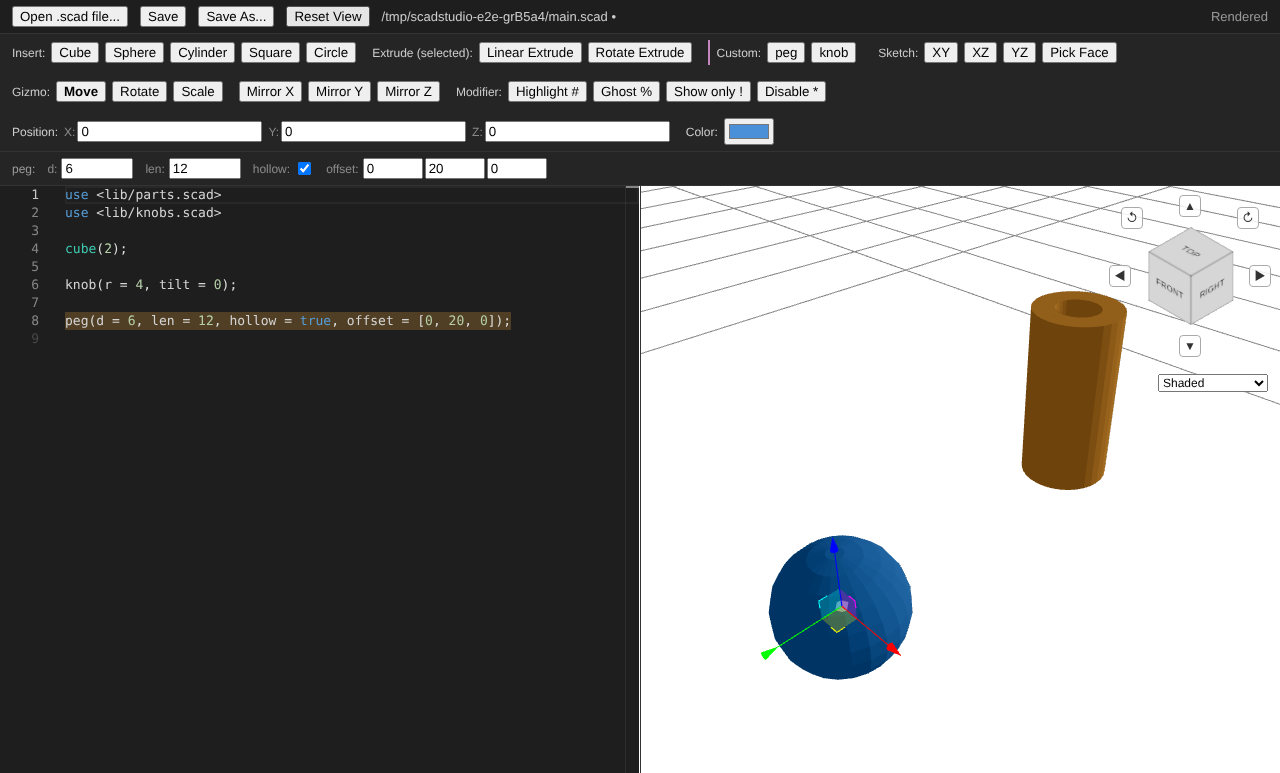 Open .scad file... Save Save As... Reset View /tmp/scadstudio-e2e-grB5a4/main.scad • Rendered
Insert: Cube Sphere Cylinder Square Circle Extrude (selected): Linear Extrude Rotate Extrude Custom: peg knob Sketch: XY XZ YZ Pick Face
Gizmo: Move Rotate Scale Mirror X Mirror Y Mirror Z Modifier: Highlight # Ghost % Show only ! Disable *
Position: X: 0 Y: 0 Z: 0 Color:
peg: d: 6 len: 12 hollow: offset: 0 20 0
1 use <lib/parts.scad>
2 use <lib/knobs.scad>
3
4 cube(2);
5
6 knob(r = 4, tilt = 0);
7
8 peg(d = 6, len = 12, hollow = true, offset = [0, 20, 0]);
9
TOP
FRONT RIGHT
Shaded